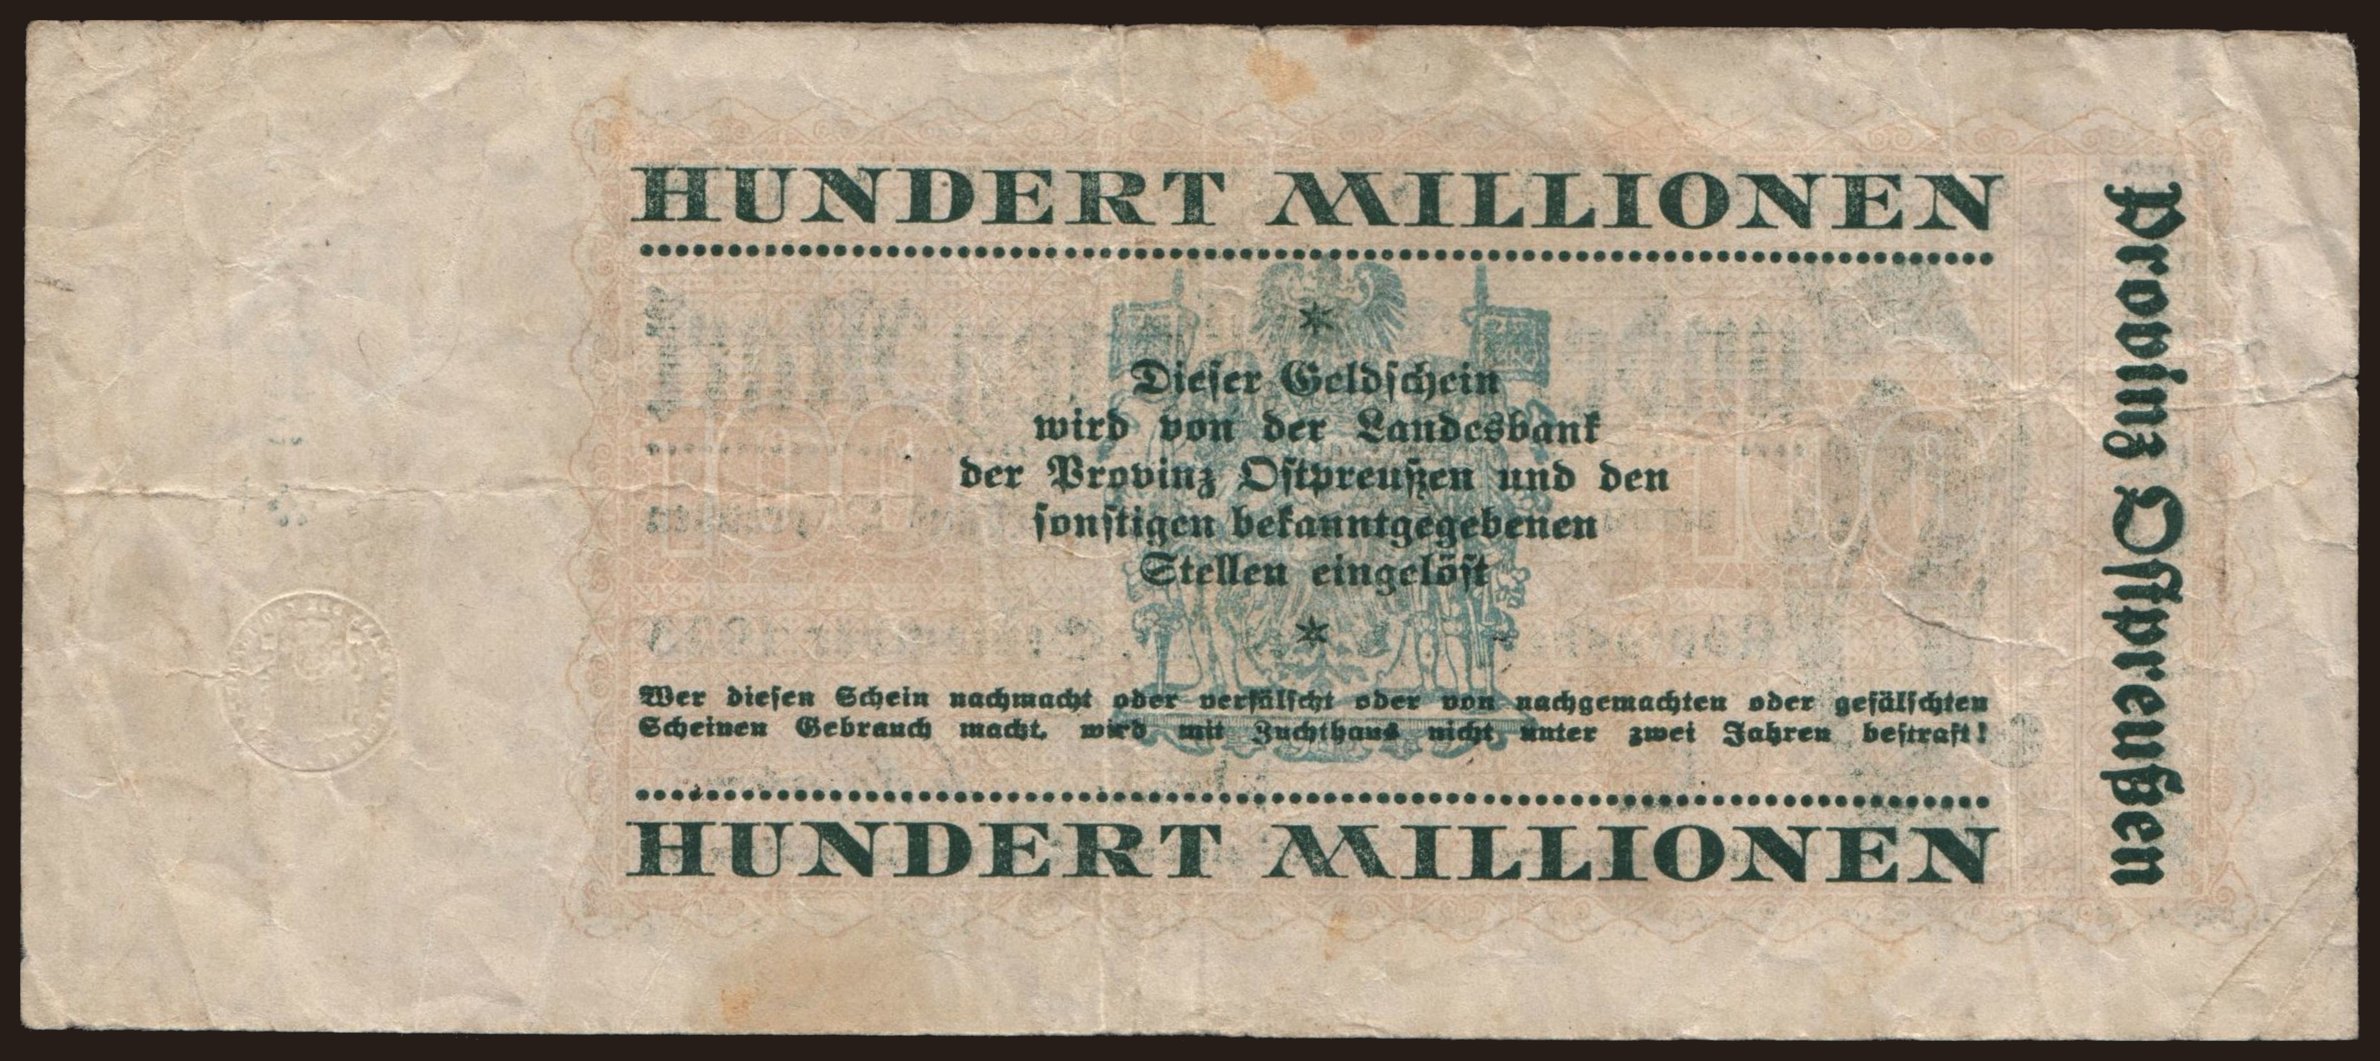 HUNDERT MILLIONEN
Dieser Geldschein
wird von der Landesbank
der Provinz Ostpreußen und den
sonstigen bekanntgegebenen
Stellen eingelöst
Wer diesen Schein nachmacht oder verfälscht oder von nachgemachten oder gefälschten
Scheinen Gebrauch macht, wird mit Zuchthaus nicht unter zwei Jahren bestraft!
HUNDERT MILLIONEN
Provinz Ostpreußen
100
100